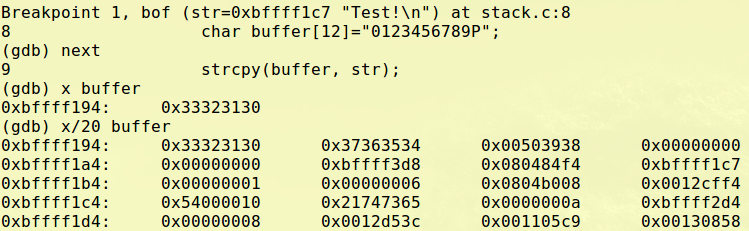 Breakpoint 1, bof (str=0xbffff1c7 "Test!\n") at stack.c:8
8 char buffer[12]="0123456789P";
(gdb) next
9 strcpy(buffer, str);
(gdb) x buffer
0xbffff194: 0x33323130
(gdb) x/20 buffer
0xbffff194: 0x33323130 0x37363534 0x00503938 0x00000000
0xbffff1a4: 0x00000000 0xbffff3d8 0x080484f4 0xbffff1c7
0xbffff1b4: 0x00000001 0x00000006 0x0804b008 0x0012cff4
0xbffff1c4: 0x54000010 0x21747365 0x0000000a 0xbffff2d4
0xbffff1d4: 0x00000008 0x0012d53c 0x001105c9 0x00130858